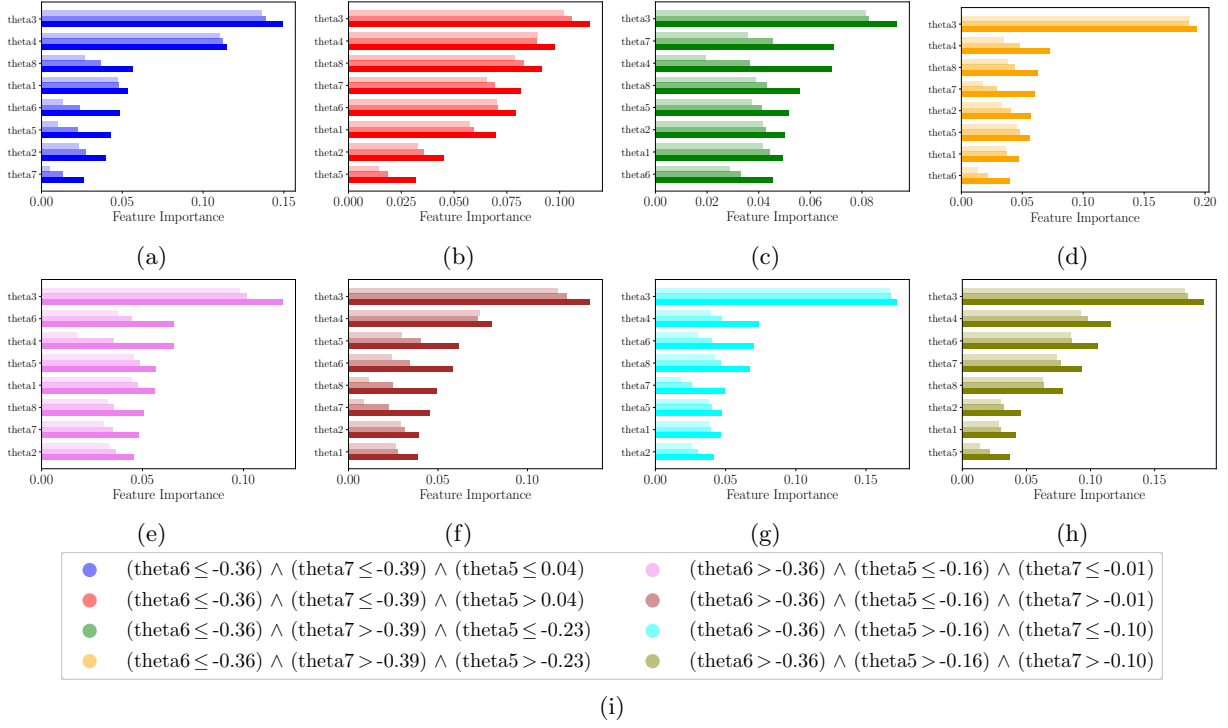 theta3
theta4
theta8
theta1
theta6
theta5
theta2
theta7
0.00 0.05 0.10 0.15
Feature Importance
(a)
theta3
theta4
theta8
theta7
theta6
theta1
theta2
theta5
0.000 0.025 0.050 0.075 0.100
Feature Importance
(b)
theta3
theta7
theta4
theta8
theta5
theta2
theta1
theta6
0.00 0.02 0.04 0.06 0.08
Feature Importance
(c)
theta3
theta4
theta8
theta7
theta2
theta5
theta1
theta6
0.00 0.05 0.10 0.15 0.20
Feature Importance
(d)
theta3
theta6
theta4
theta5
theta1
theta8
theta7
theta2
0.00 0.05 0.10
Feature Importance
(e)
theta3
theta4
theta5
theta6
theta8
theta7
theta2
theta1
0.00 0.05 0.10
Feature Importance
(f)
theta3
theta4
theta6
theta8
theta7
theta5
theta1
theta2
0.00 0.05 0.10 0.15
Feature Importance
(g)
theta3
theta4
theta6
theta7
theta8
theta2
theta1
theta5
0.00 0.05 0.10 0.15
Feature Importance
(h)
(theta6 ≤ -0.36) ∧ (theta7 ≤ -0.39) ∧ (theta5 ≤ 0.04)
(theta6 ≤ -0.36) ∧ (theta7 ≤ -0.39) ∧ (theta5 > 0.04)
(theta6 ≤ -0.36) ∧ (theta7 > -0.39) ∧ (theta5 ≤ -0.23)
(theta6 ≤ -0.36) ∧ (theta7 > -0.39) ∧ (theta5 > -0.23)
(theta6 > -0.36) ∧ (theta5 ≤ -0.16) ∧ (theta7 ≤ -0.01)
(theta6 > -0.36) ∧ (theta5 ≤ -0.16) ∧ (theta7 > -0.01)
(theta6 > -0.36) ∧ (theta5 > -0.16) ∧ (theta7 ≤ -0.10)
(theta6 > -0.36) ∧ (theta5 > -0.16) ∧ (theta7 > -0.10)
(i)